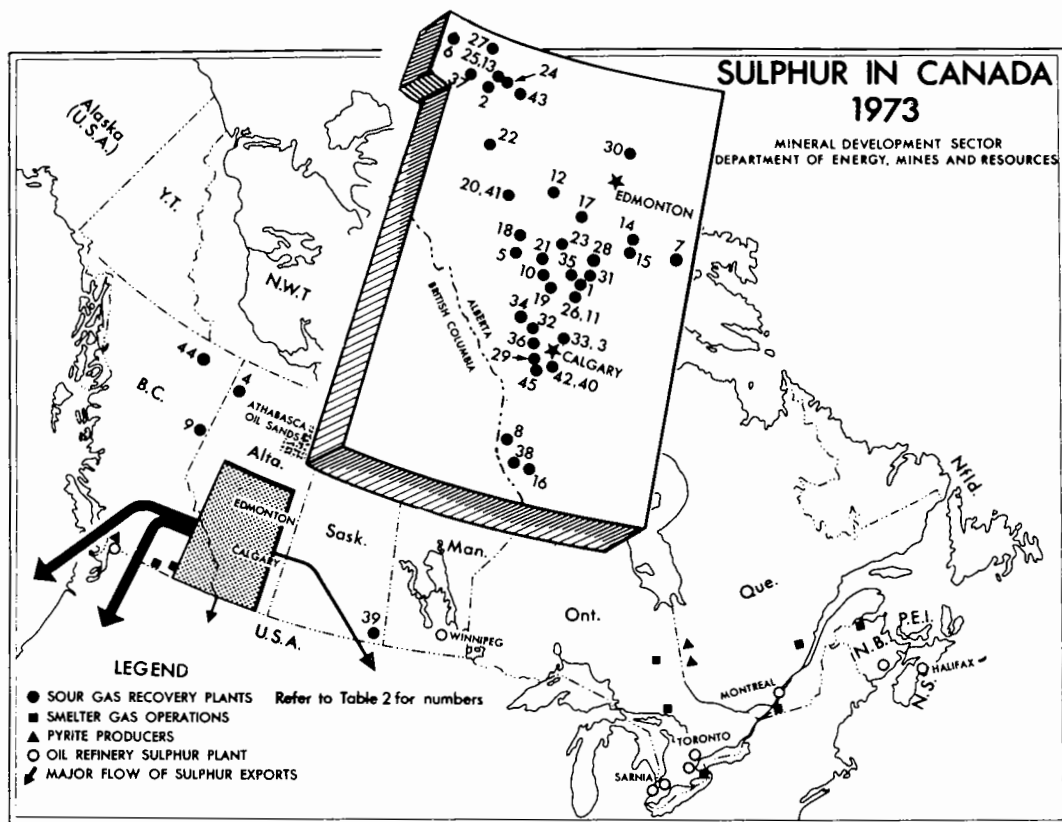 SULPHUR IN CANADA
1973
MINERAL DEVELOPMENT SECTOR
DEPARTMENT OF ENERGY, MINES AND RESOURCES
Alaska
(U.S.A.)
Y.T.
N.W.T
B.C.
44
4
9
ATHABASCA
OIL SANDS
Alta.
EDMONTON
CALGARY
Sask.
Man.
39
WINNIPEG
U.S.A.
Ont.
Que.
Nfld.
P.E.I.
N.B.
N.S.
HALIFAX
MONTREAL
TORONTO
SARNIA
6
27
25,13
24
37
2
43
22
30
EDMONTON
12
20,41
17
14
7
15
18
23
5
21
28
35
31
10
1
19
26,11
34
32
33,3
36
CALGARY
29
45
42,40
ALBERTA
BRITISH COLUMBIA
8
38
16
LEGEND
SOUR GAS RECOVERY PLANTS Refer to Table 2 for numbers
SMELTER GAS OPERATIONS
PYRITE PRODUCERS
OIL REFINERY SULPHUR PLANT
MAJOR FLOW OF SULPHUR EXPORTS